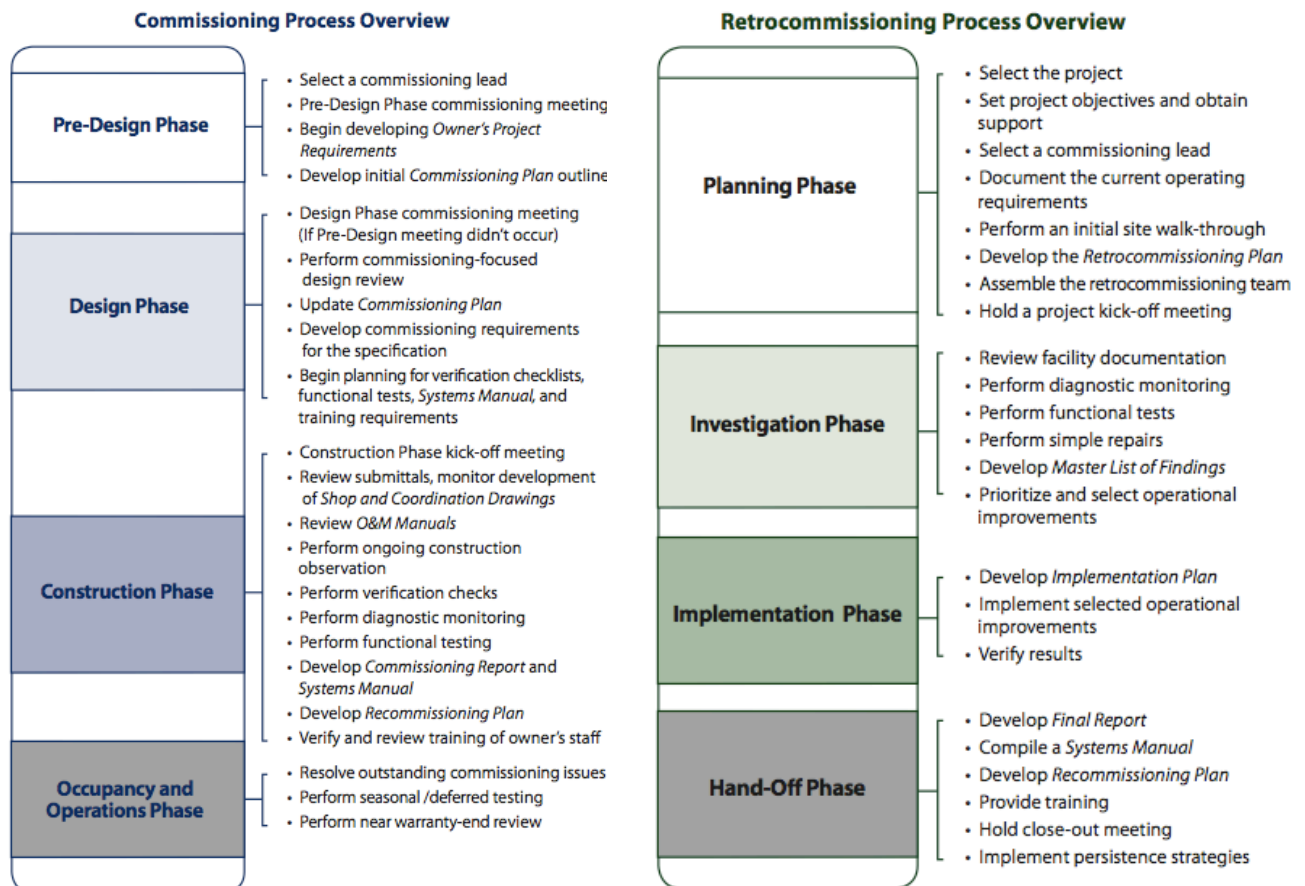 Commissioning Process Overview
Pre-Design Phase
• Select a commissioning lead
• Pre-Design Phase commissioning meeting
• Begin developing Owner's Project
Requirements
• Develop initial Commissioning Plan outline
Design Phase
• Design Phase commissioning meeting
(If Pre-Design meeting didn't occur)
• Perform commissioning-focused
design review
• Update Commissioning Plan
• Develop commissioning requirements
for the specification
• Begin planning for verification checklists,
functional tests, Systems Manual, and
training requirements
Construction Phase
• Construction Phase kick-off meeting
• Review submittals, monitor development
of Shop and Coordination Drawings
• Review O&M Manuals
• Perform ongoing construction
observation
• Perform verification checks
• Perform diagnostic monitoring
• Perform functional testing
• Develop Commissioning Report and
Systems Manual
• Develop Recommissioning Plan
• Verify and review training of owner's staff
Occupancy and
Operations Phase
• Resolve outstanding commissioning issues
• Perform seasonal /deferred testing
• Perform near warranty-end review
Retrocommissioning Process Overview
Planning Phase
• Select the project
• Set project objectives and obtain
support
• Select a commissioning lead
• Document the current operating
requirements
• Perform an initial site walk-through
• Develop the Retrocommissioning Plan
• Assemble the retrocommissioning team
• Hold a project kick-off meeting
Investigation Phase
• Review facility documentation
• Perform diagnostic monitoring
• Perform functional tests
• Perform simple repairs
• Develop Master List of Findings
• Prioritize and select operational
improvements
Implementation Phase
• Develop Implementation Plan
• Implement selected operational
improvements
• Verify results
Hand-Off Phase
• Develop Final Report
• Compile a Systems Manual
• Develop Recommissioning Plan
• Provide training
• Hold close-out meeting
• Implement persistence strategies